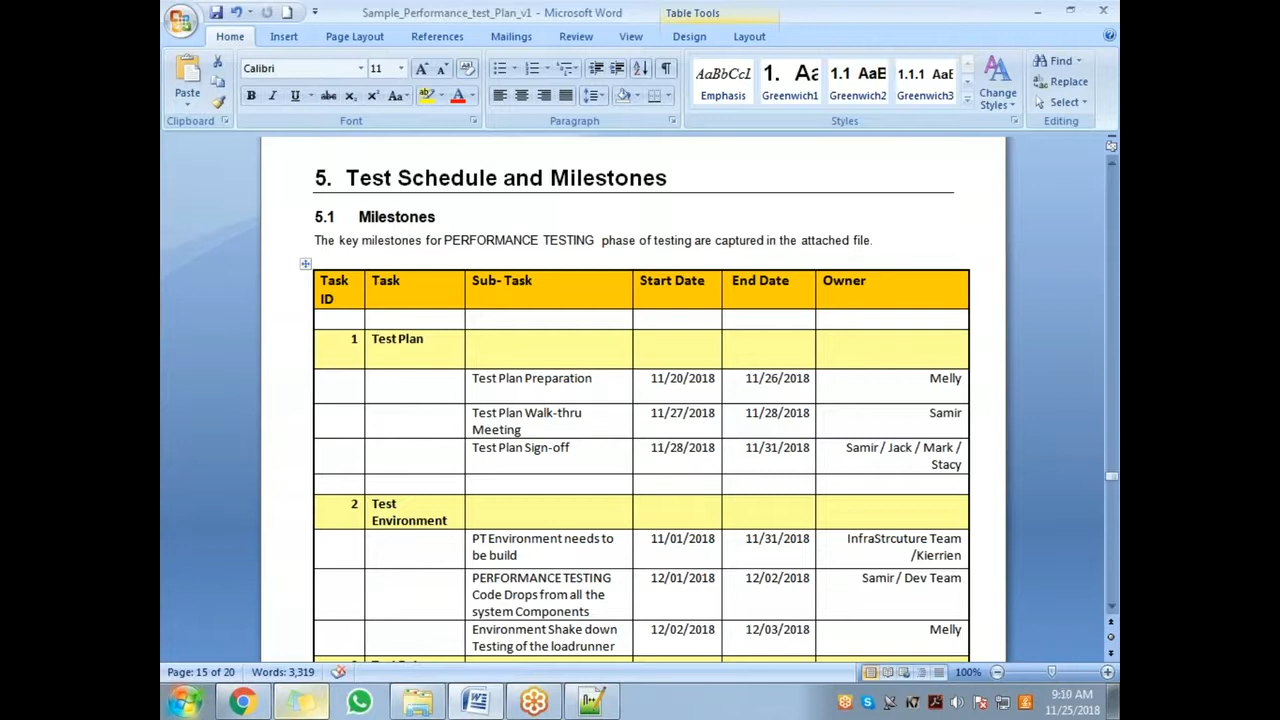 Sample_Performance_test_Plan_v1 - Microsoft Word
Table Tools
Home Insert Page Layout References Mailings Review View Design Layout
Calibri 11
Paste
AaBbCcL 1. Aa 1.1 AaB 1.1.1 AaB
Emphasis Greenwich1 Greenwich2 Greenwich3
Change
Styles
Find
Replace
Select
Clipboard Font Paragraph Styles Editing
5. Test Schedule and Milestones
5.1 Milestones
The key milestones for PERFORMANCE TESTING phase of testing are captured in the attached file.
Task Task Sub- Task Start Date End Date Owner
ID
1 Test Plan
Test Plan Preparation 11/20/2018 11/26/2018 Melly
Test Plan Walk-thru 11/27/2018 11/28/2018 Samir
Meeting
Test Plan Sign-off 11/28/2018 11/31/2018 Samir / Jack / Mark /
Stacy
2 Test
Environment
PT Environment needs to 11/01/2018 11/31/2018 InfraStrcuture Team
be build /Kierrien
PERFORMANCE TESTING 12/01/2018 12/02/2018 Samir / Dev Team
Code Drops from all the
system Components
Environment Shake down 12/02/2018 12/03/2018 Melly
Testing of the loadrunner
Page: 15 of 20 Words: 3,319 100%
9:10 AM
11/25/2018